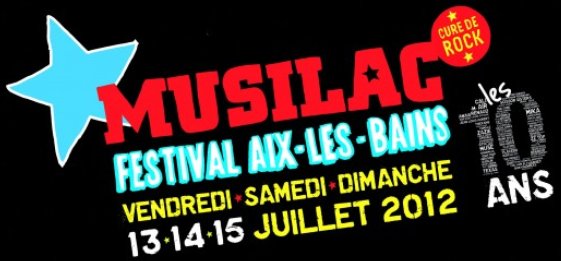 CURE DE
ROCK
MUSILAC
FESTIVAL AIX-LES-BAINS
VENDREDI★SAMEDI★DIMANCHE
13★14★15 JUILLET 2012
les
10
ANS